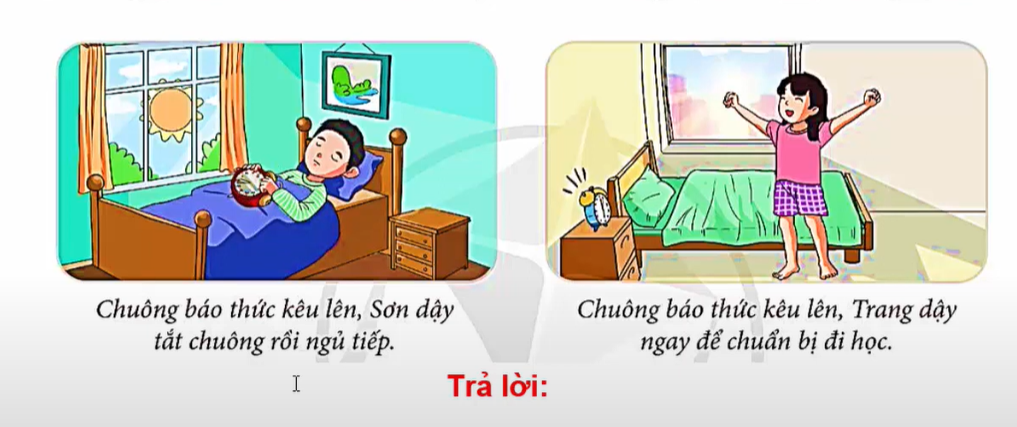 Chuông báo thức kêu lên, Sơn dậy
tắt chuông rồi ngủ tiếp.
Chuông báo thức kêu lên, Trang dậy
ngay để chuẩn bị đi học.
Trả lời: